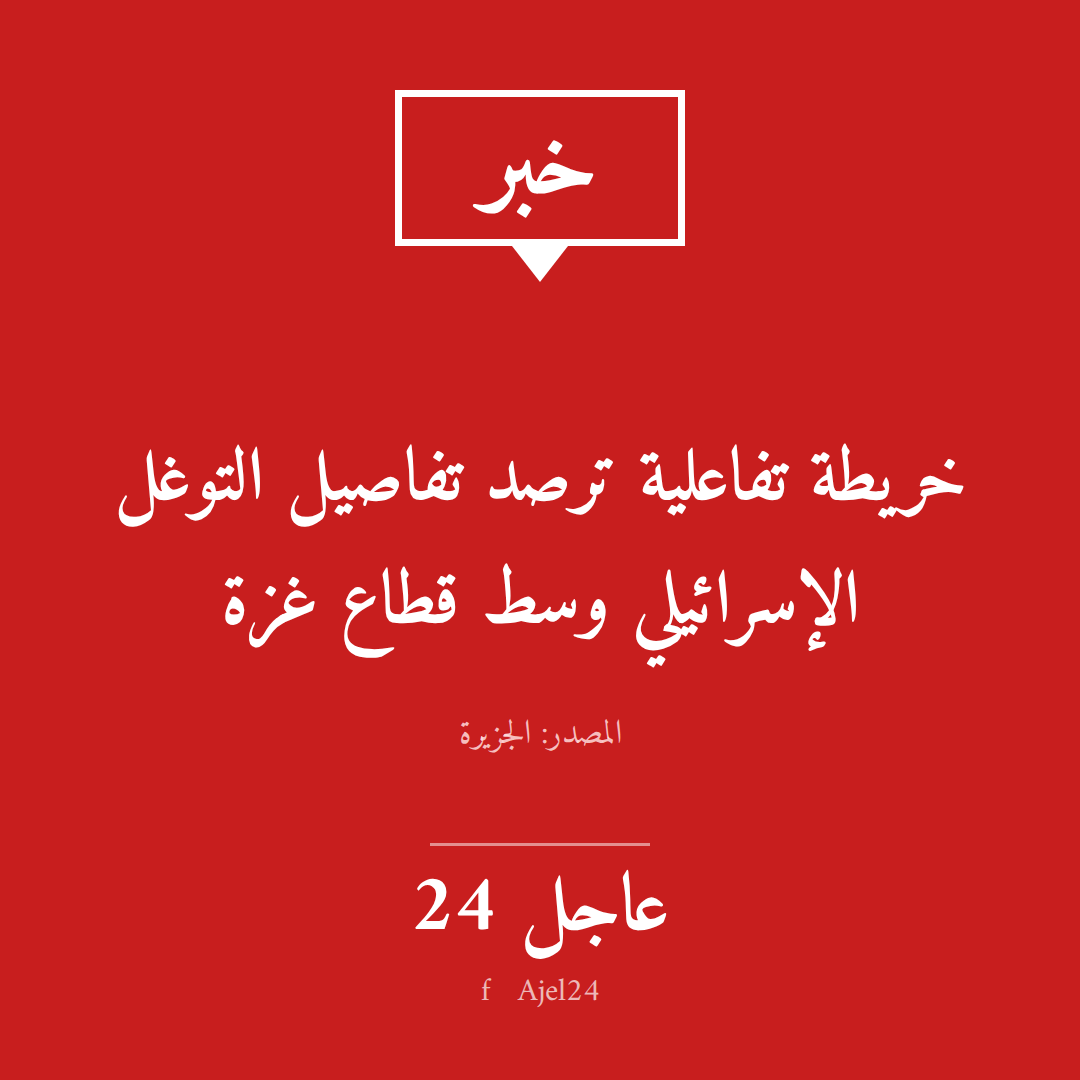 خبر
خريطة تفاعلية ترصد تفاصيل التوغل
الإسرائيلي وسط قطاع غزة
المصدر: الجزيرة
عاجل 24
f Ajel24